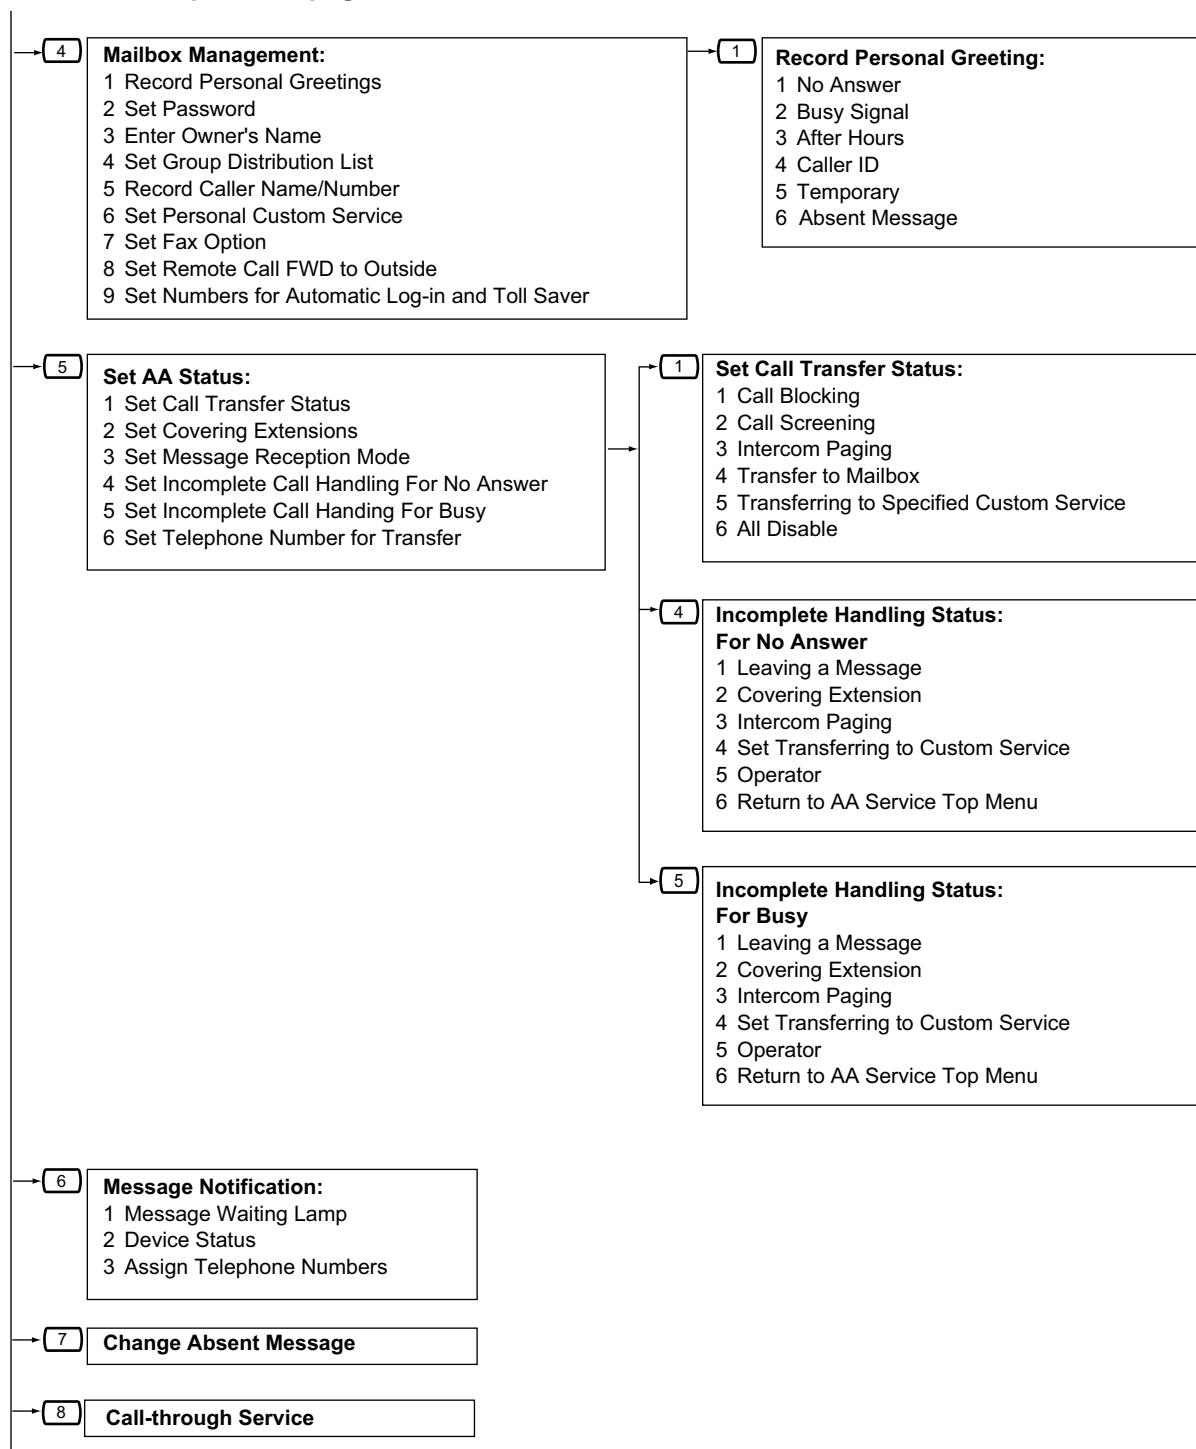 4
Mailbox Management:
1 Record Personal Greetings
2 Set Password
3 Enter Owner's Name
4 Set Group Distribution List
5 Record Caller Name/Number
6 Set Personal Custom Service
7 Set Fax Option
8 Set Remote Call FWD to Outside
9 Set Numbers for Automatic Log-in and Toll Saver
1
Record Personal Greeting:
1 No Answer
2 Busy Signal
3 After Hours
4 Caller ID
5 Temporary
6 Absent Message
5
Set AA Status:
1 Set Call Transfer Status
2 Set Covering Extensions
3 Set Message Reception Mode
4 Set Incomplete Call Handling For No Answer
5 Set Incomplete Call Handing For Busy
6 Set Telephone Number for Transfer
1
Set Call Transfer Status:
1 Call Blocking
2 Call Screening
3 Intercom Paging
4 Transfer to Mailbox
5 Transferring to Specified Custom Service
6 All Disable
4
Incomplete Handling Status:
For No Answer
1 Leaving a Message
2 Covering Extension
3 Intercom Paging
4 Set Transferring to Custom Service
5 Operator
6 Return to AA Service Top Menu
5
Incomplete Handling Status:
For Busy
1 Leaving a Message
2 Covering Extension
3 Intercom Paging
4 Set Transferring to Custom Service
5 Operator
6 Return to AA Service Top Menu
6
Message Notification:
1 Message Waiting Lamp
2 Device Status
3 Assign Telephone Numbers
7
Change Absent Message
8
Call-through Service